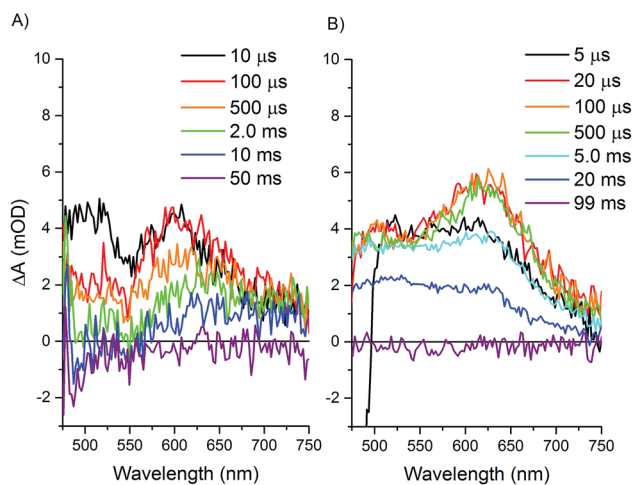 A)
10 μs
100 μs
500 μs
2.0 ms
10 ms
50 ms
ΔA (mOD)
10
8
6
4
2
0
-2
500 550 600 650 700 750
Wavelength (nm)
B)
5 μs
20 μs
100 μs
500 μs
5.0 ms
20 ms
99 ms
10
8
6
4
2
0
-2
500 550 600 650 700 750
Wavelength (nm)